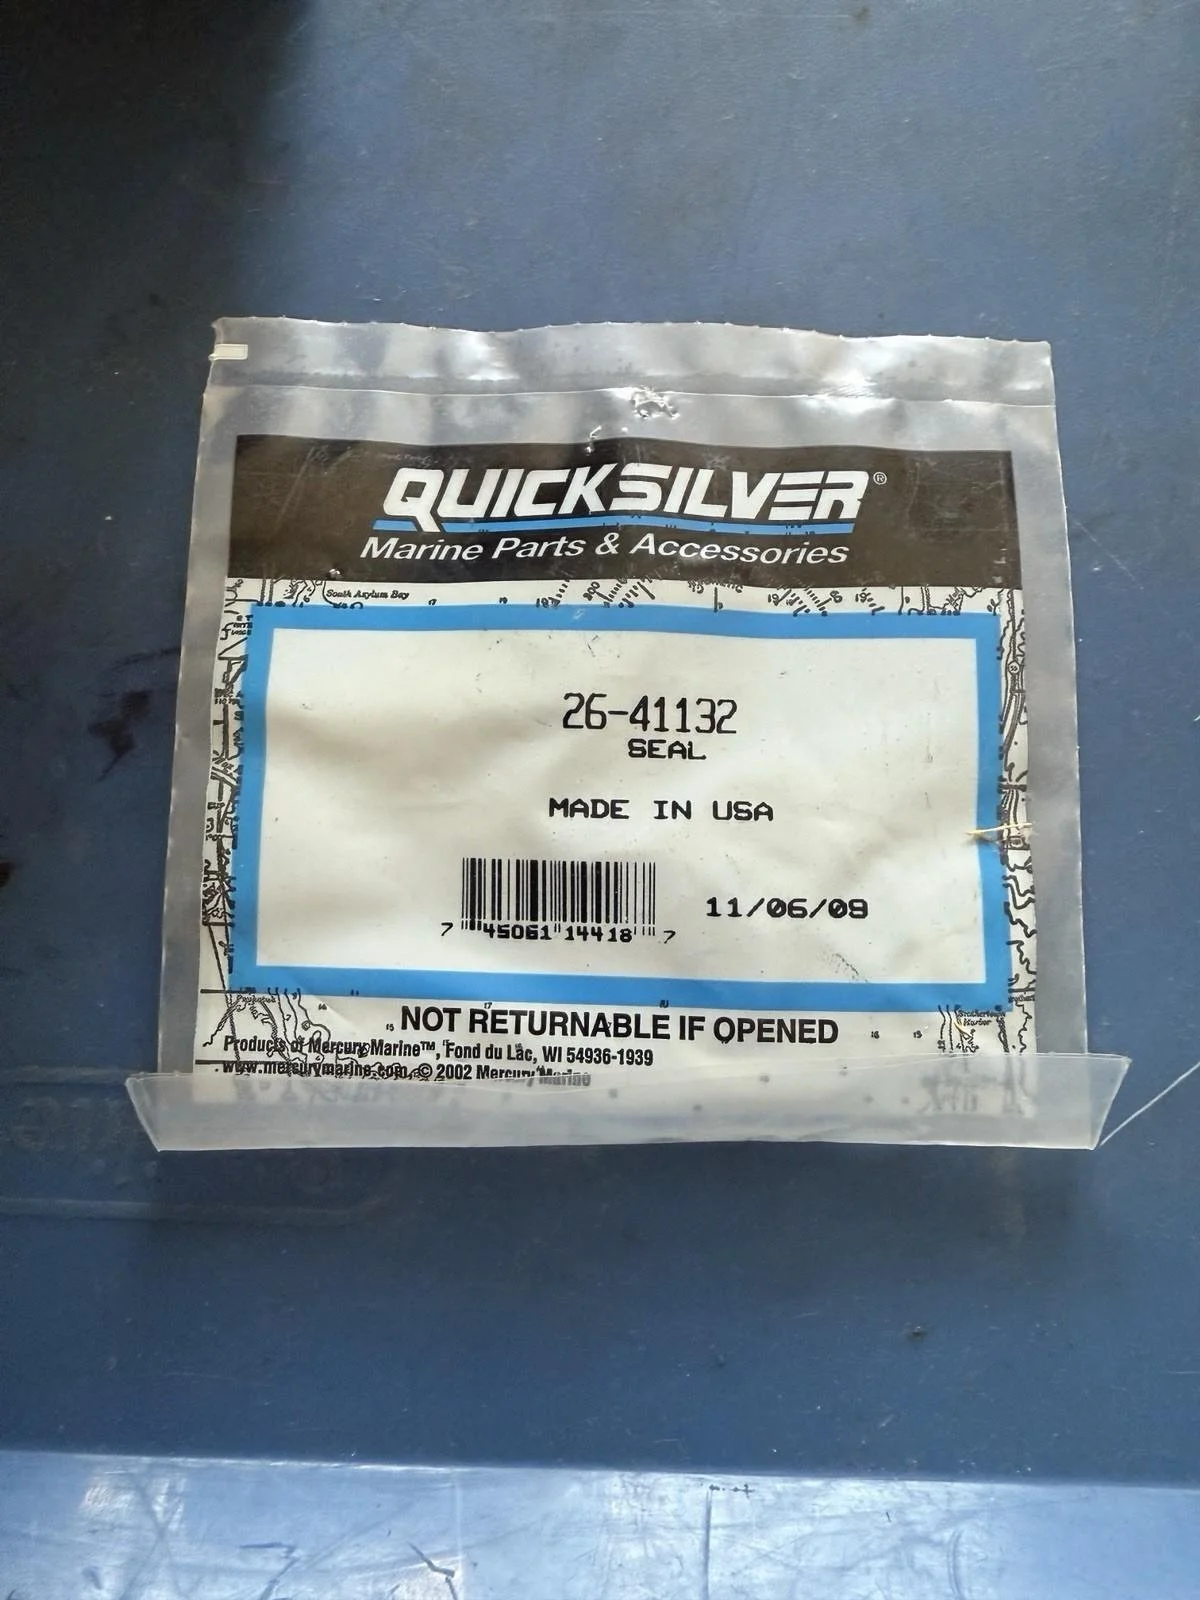 QUICKSILVER®
Marine Parts & Accessories
South Asylum Bay
26-41132
SEAL
MADE IN USA
11/06/09
7 45061 14418 7
NOT RETURNABLE IF OPENED
Products of Mercury Marine™, Fond du Lac, WI 54936-1939
www.mercurymarine.com © 2002 Mercury Marine